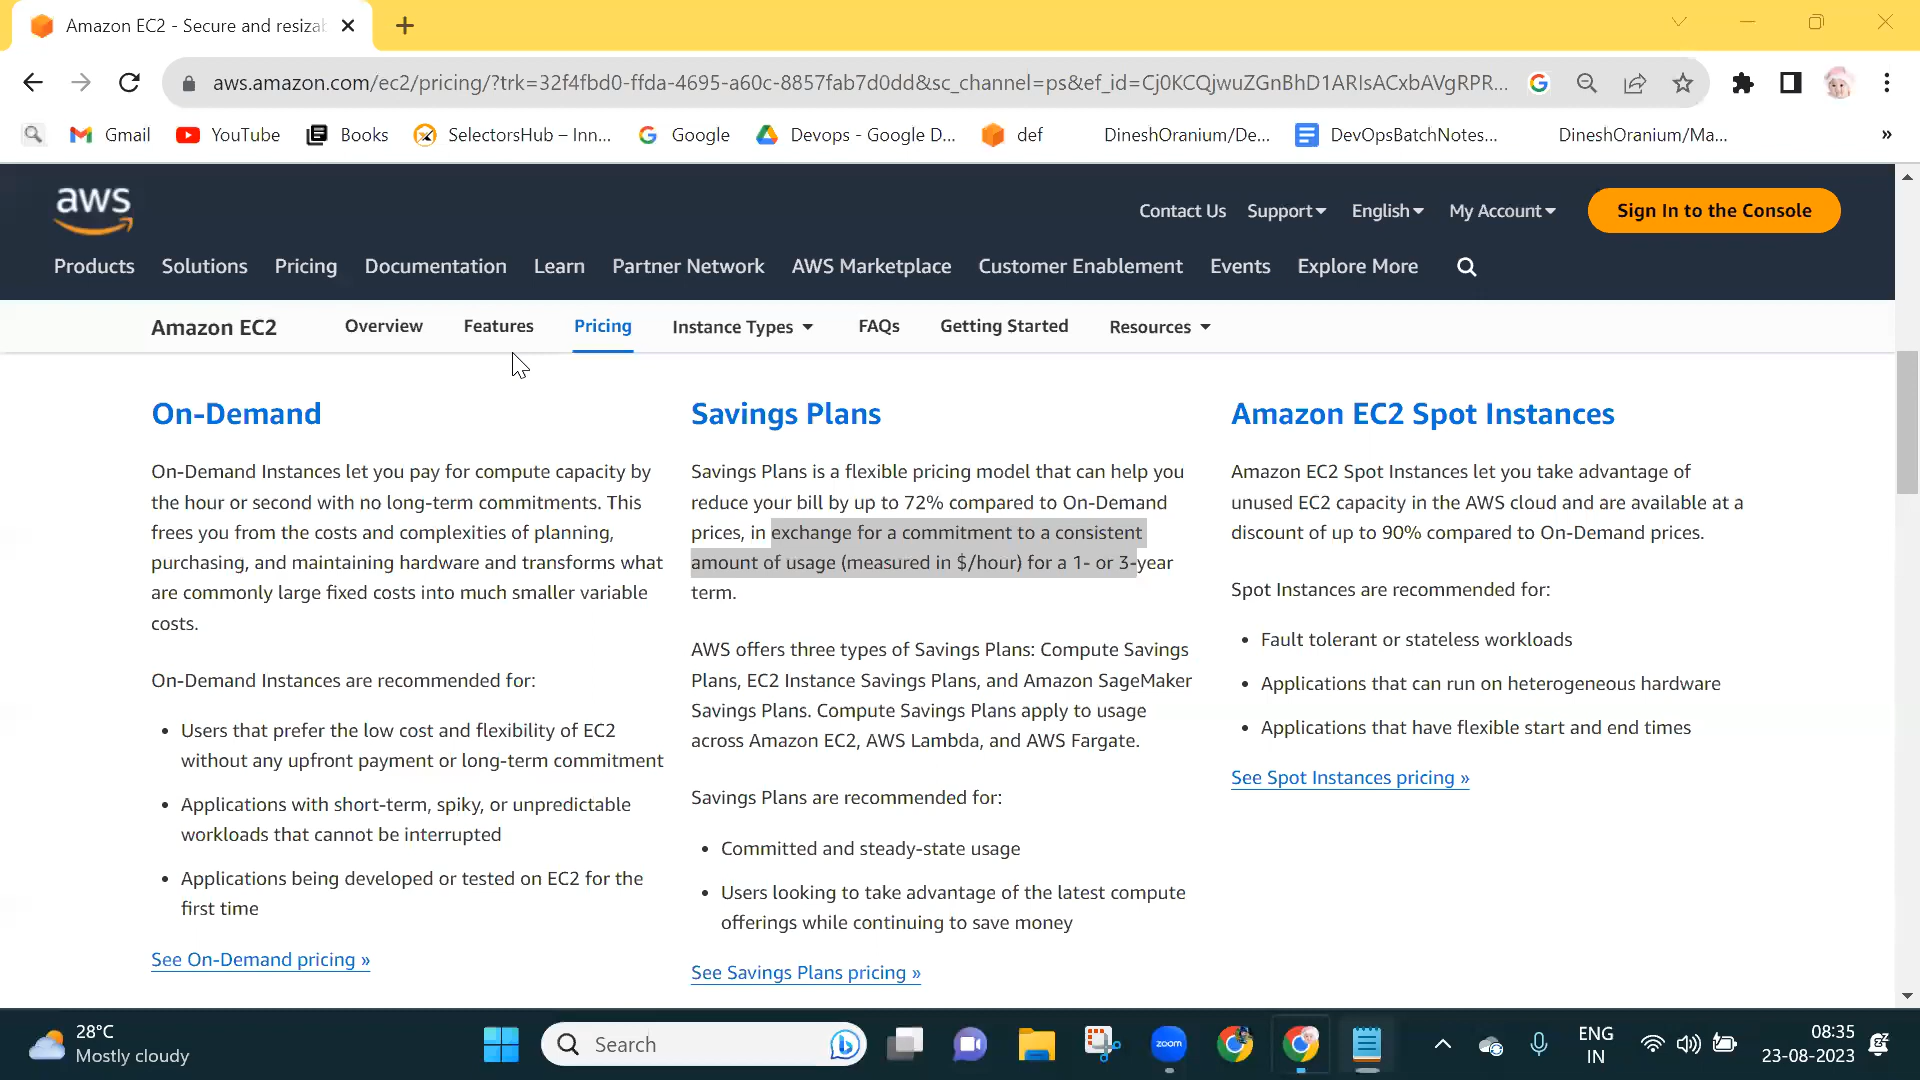 Amazon EC2 - Secure and resizab
aws.amazon.com/ec2/pricing/?trk=32f4fbd0-ffda-4695-a60c-8857fab7d0dd&sc_channel=ps&ef_id=Cj0KCQjwuZGnBhD1ARIsACxbAVgRPR...
Gmail YouTube Books SelectorsHub – Inn... Google Devops - Google D... def DineshOranium/De... DevOpsBatchNotes... DineshOranium/Ma... »
aws
Contact Us Support English My Account Sign In to the Console
Products Solutions Pricing Documentation Learn Partner Network AWS Marketplace Customer Enablement Events Explore More
Amazon EC2 Overview Features Pricing Instance Types FAQs Getting Started Resources
On-Demand
On-Demand Instances let you pay for compute capacity by
the hour or second with no long-term commitments. This
frees you from the costs and complexities of planning,
purchasing, and maintaining hardware and transforms what
are commonly large fixed costs into much smaller variable
costs.
On-Demand Instances are recommended for:
• Users that prefer the low cost and flexibility of EC2
without any upfront payment or long-term commitment
• Applications with short-term, spiky, or unpredictable
workloads that cannot be interrupted
• Applications being developed or tested on EC2 for the
first time
See On-Demand pricing »
Savings Plans
Savings Plans is a flexible pricing model that can help you
reduce your bill by up to 72% compared to On-Demand
prices, in exchange for a commitment to a consistent
amount of usage (measured in $/hour) for a 1- or 3-year
term.
AWS offers three types of Savings Plans: Compute Savings
Plans, EC2 Instance Savings Plans, and Amazon SageMaker
Savings Plans. Compute Savings Plans apply to usage
across Amazon EC2, AWS Lambda, and AWS Fargate.
Savings Plans are recommended for:
• Committed and steady-state usage
• Users looking to take advantage of the latest compute
offerings while continuing to save money
See Savings Plans pricing »
Amazon EC2 Spot Instances
Amazon EC2 Spot Instances let you take advantage of
unused EC2 capacity in the AWS cloud and are available at a
discount of up to 90% compared to On-Demand prices.
Spot Instances are recommended for:
• Fault tolerant or stateless workloads
• Applications that can run on heterogeneous hardware
• Applications that have flexible start and end times
See Spot Instances pricing »
28°C
Mostly cloudy
Search
zoom
ENG
IN
08:35
23-08-2023